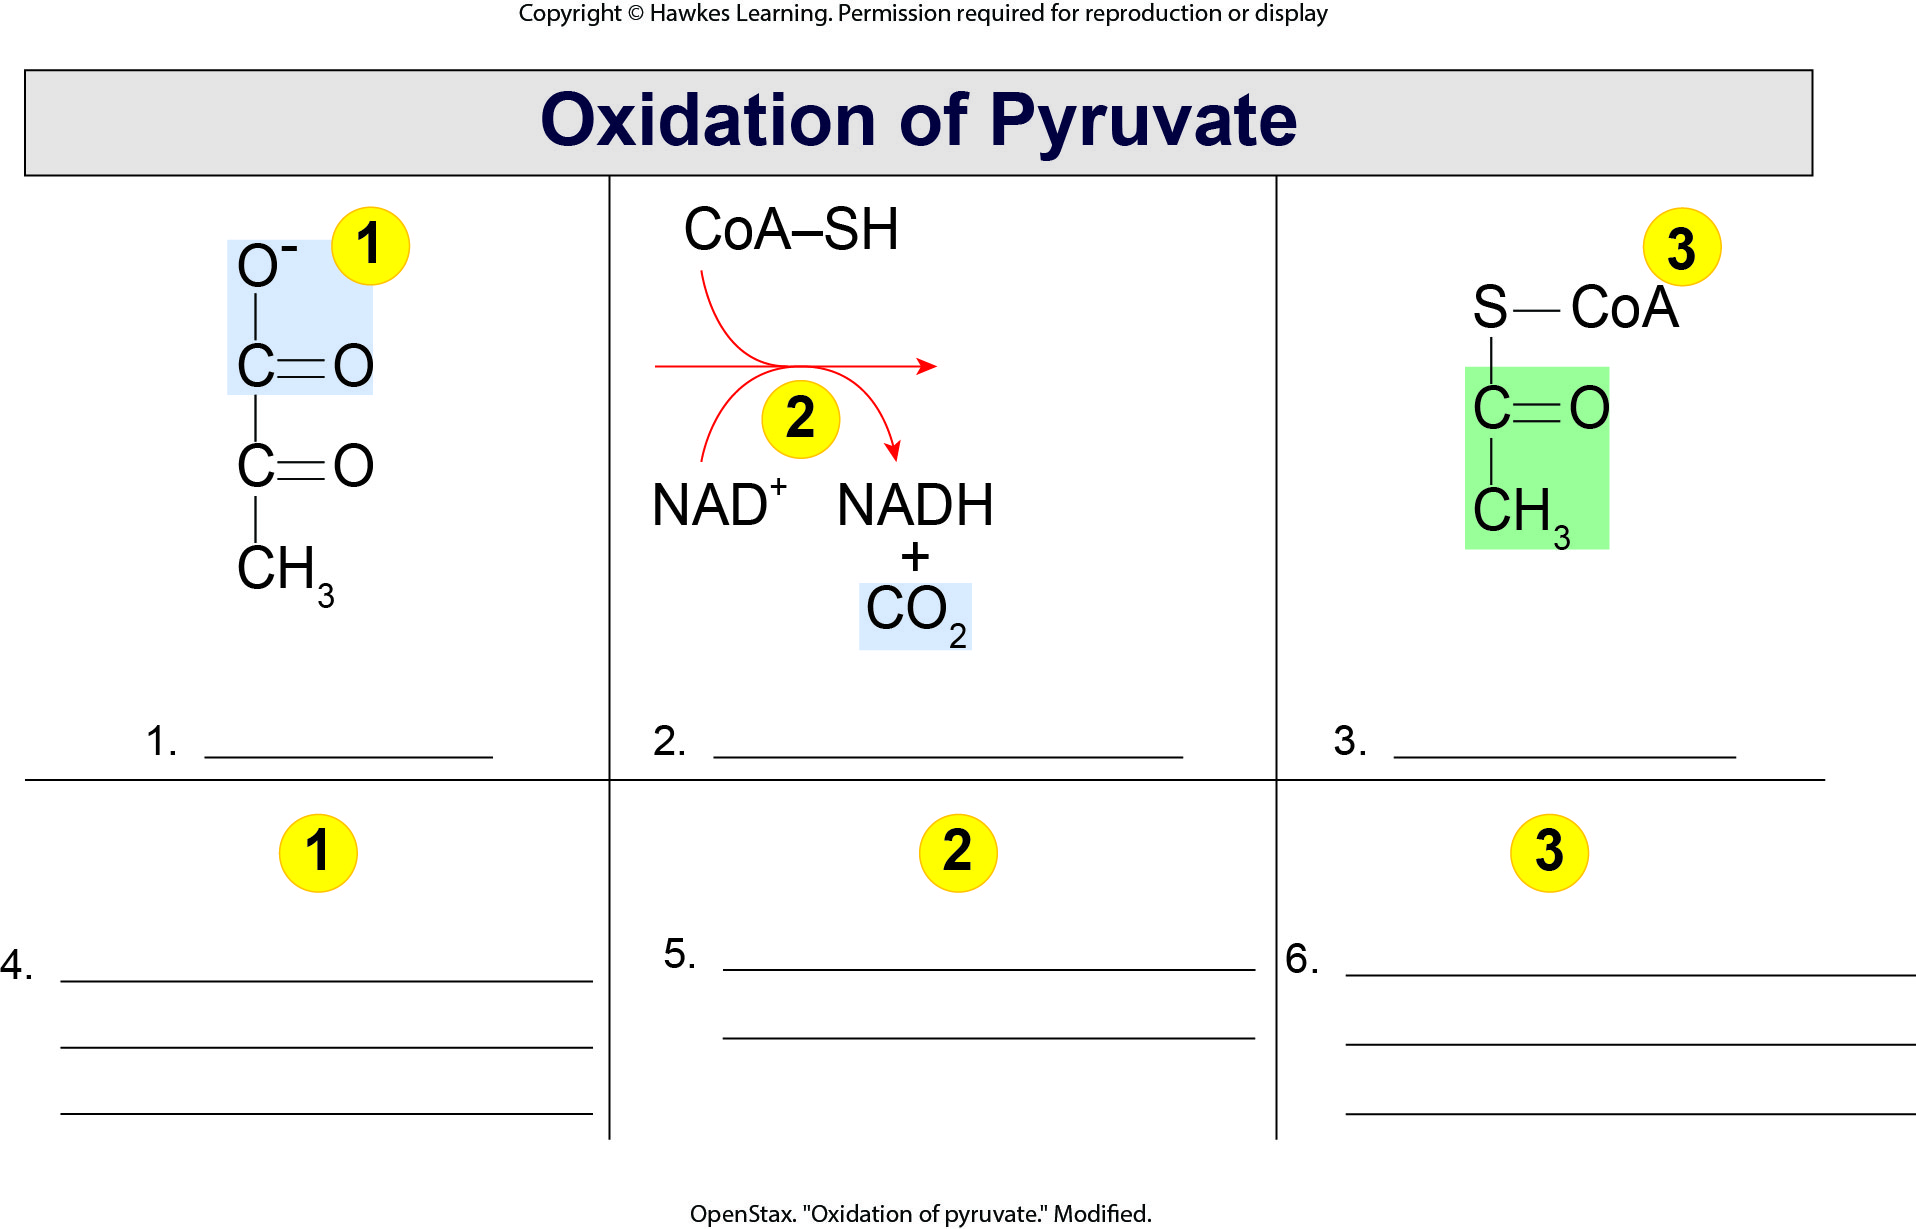 Copyright © Hawkes Learning. Permission required for reproduction or display
Oxidation of Pyruvate
O⁻
1
C=O
C=O
CH₃
1.
CoA–SH
2
NAD⁺ NADH
+
CO₂
2.
3
S—CoA
C=O
CH₃
3.
1
4.
2
5.
3
6.
OpenStax. "Oxidation of pyruvate." Modified.